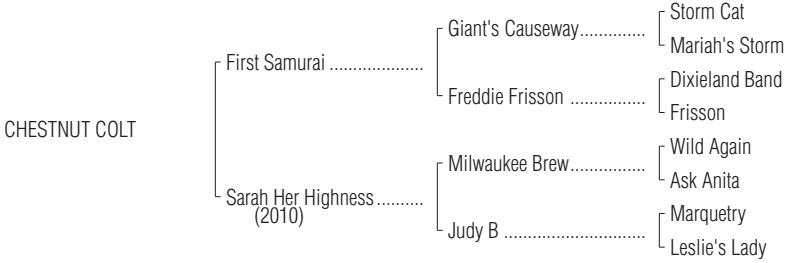 Storm Cat
Giant's Causeway..............
Mariah's Storm
First Samurai ....................
Dixieland Band
Freddie Frisson ................
Frisson
CHESTNUT COLT
Wild Again
Milwaukee Brew................
Ask Anita
Sarah Her Highness..........
(2010)
Marquetry
Judy B ..............................
Leslie's Lady